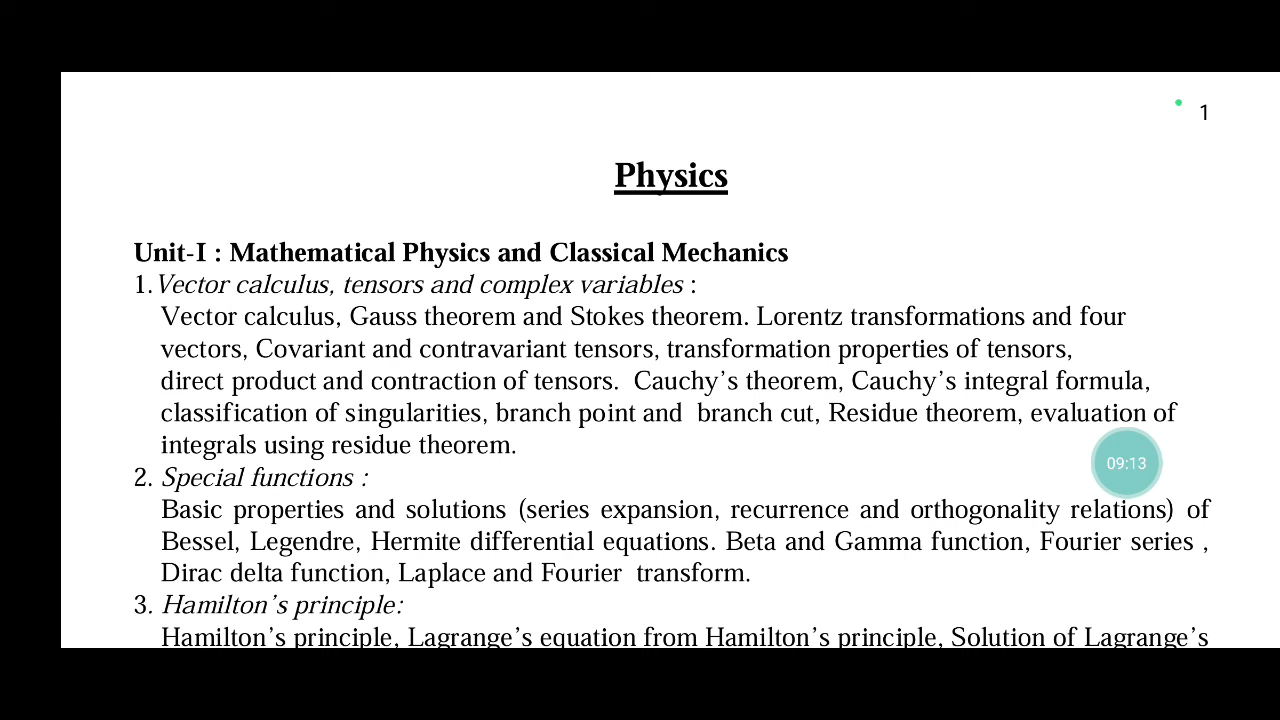 1
Physics
Unit-I : Mathematical Physics and Classical Mechanics
1.Vector calculus, tensors and complex variables :
Vector calculus, Gauss theorem and Stokes theorem. Lorentz transformations and four
vectors, Covariant and contravariant tensors, transformation properties of tensors,
direct product and contraction of tensors.  Cauchy’s theorem, Cauchy’s integral formula,
classification of singularities, branch point and  branch cut, Residue theorem, evaluation of
integrals using residue theorem.
09:13
2. Special functions :
Basic properties and solutions (series expansion, recurrence and orthogonality relations) of
Bessel, Legendre, Hermite differential equations. Beta and Gamma function, Fourier series ,
Dirac delta function, Laplace and Fourier  transform.
3. Hamilton’s principle:
Hamilton’s principle, Lagrange’s equation from Hamilton’s principle, Solution of Lagrange’s